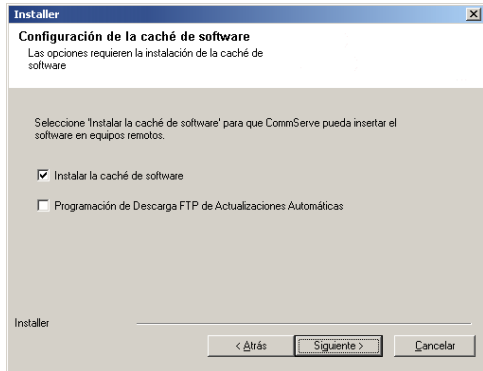 Installer
Configuración de la caché de software
Las opciones requieren la instalación de la caché de
software
Seleccione 'Instalar la caché de software' para que CommServe pueda insertar el
software en equipos remotos.
Instalar la caché de software
Programación de Descarga FTP de Actualizaciones Automáticas
Installer
< Atrás
Siguiente >
Cancelar